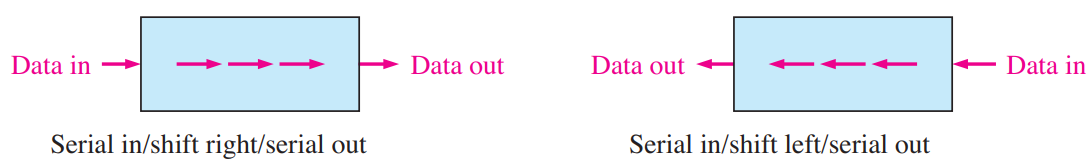 Data in
Data out
Data out
Data in
Serial in/shift right/serial out
Serial in/shift left/serial out